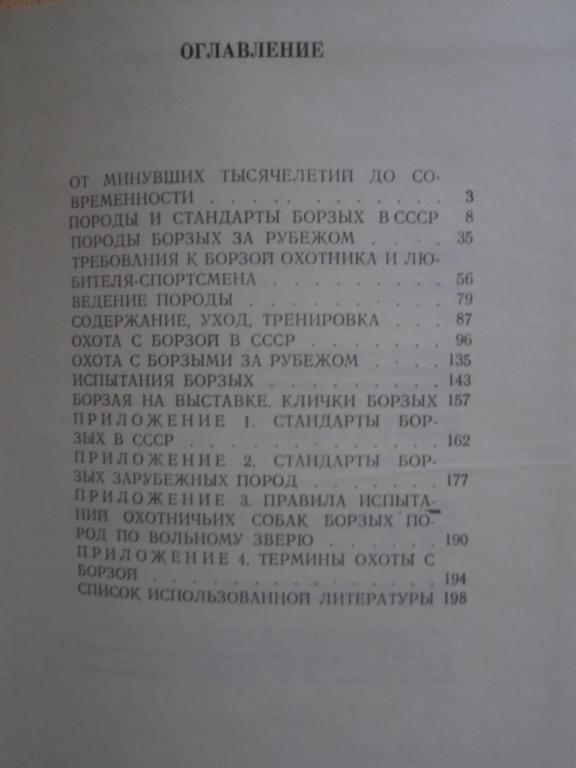 ОГЛАВЛЕНИЕ
ОТ МИНУВШИХ ТЫСЯЧЕЛЕТИЙ ДО СО-
ВРЕМЕННОСТИ . . . . . . . . . . . 3
ПОРОДЫ И СТАНДАРТЫ БОРЗЫХ В СССР 8
ПОРОДЫ БОРЗЫХ ЗА РУБЕЖОМ . . . . 35
ТРЕБОВАНИЯ К БОРЗОЙ ОХОТНИКА И ЛЮ-
БИТЕЛЯ-СПОРТСМЕНА . . . . . . . . 56
ВЕДЕНИЕ ПОРОДЫ . . . . . . . . . 79
СОДЕРЖАНИЕ, УХОД, ТРЕНИРОВКА . . . 87
ОХОТА С БОРЗОЙ В СССР . . . . . . 96
ОХОТА С БОРЗЫМИ ЗА РУБЕЖОМ . . . . 135
ИСПЫТАНИЯ БОРЗЫХ . . . . . . . . 143
БОРЗАЯ НА ВЫСТАВКЕ. КЛИЧКИ БОРЗЫХ 157
ПРИЛОЖЕНИЕ 1. СТАНДАРТЫ БОР-
ЗЫХ В СССР . . . . . . . . . . . 162
ПРИЛОЖЕНИЕ 2. СТАНДАРТЫ БОР-
ЗЫХ ЗАРУБЕЖНЫХ ПОРОД . . . . . . . 177
ПРИЛОЖЕНИЕ 3. ПРАВИЛА ИСПЫТА-
НИЙ ОХОТНИЧЬИХ СОБАК БОРЗЫХ ПО-
РОД ПО ВОЛЬНОМУ ЗВЕРЮ . . . . . . 190
ПРИЛОЖЕНИЕ 4. ТЕРМИНЫ ОХОТЫ С
БОРЗОЙ . . . . . . . . . . . . . 194
СПИСОК ИСПОЛЬЗОВАННОЙ ЛИТЕРАТУРЫ 198